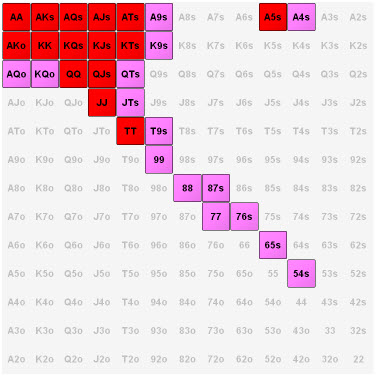 AA AKs AQs AJs ATs A9s A8s A7s A6s A5s A4s A3s A2s
AKo KK KQs KJs KTs K9s K8s K7s K6s K5s K4s K3s K2s
AQo KQo QQ QJs QTs Q9s Q8s Q7s Q6s Q5s Q4s Q3s Q2s
AJo KJo QJo JJ JTs J9s J8s J7s J6s J5s J4s J3s J2s
ATo KTo QTo JTo TT T9s T8s T7s T6s T5s T4s T3s T2s
A9o K9o Q9o J9o T9o 99 98s 97s 96s 95s 94s 93s 92s
A8o K8o Q8o J8o T8o 98o 88 87s 86s 85s 84s 83s 82s
A7o K7o Q7o J7o T7o 97o 87o 77 76s 75s 74s 73s 72s
A6o K6o Q6o J6o T6o 96o 86o 76o 66 65s 64s 63s 62s
A5o K5o Q5o J5o T5o 95o 85o 75o 65o 55 54s 53s 52s
A4o K4o Q4o J4o T4o 94o 84o 74o 64o 54o 44 43s 42s
A3o K3o Q3o J3o T3o 93o 83o 73o 63o 53o 43o 33 32s
A2o K2o Q2o J2o T2o 92o 82o 72o 62o 52o 42o 32o 22